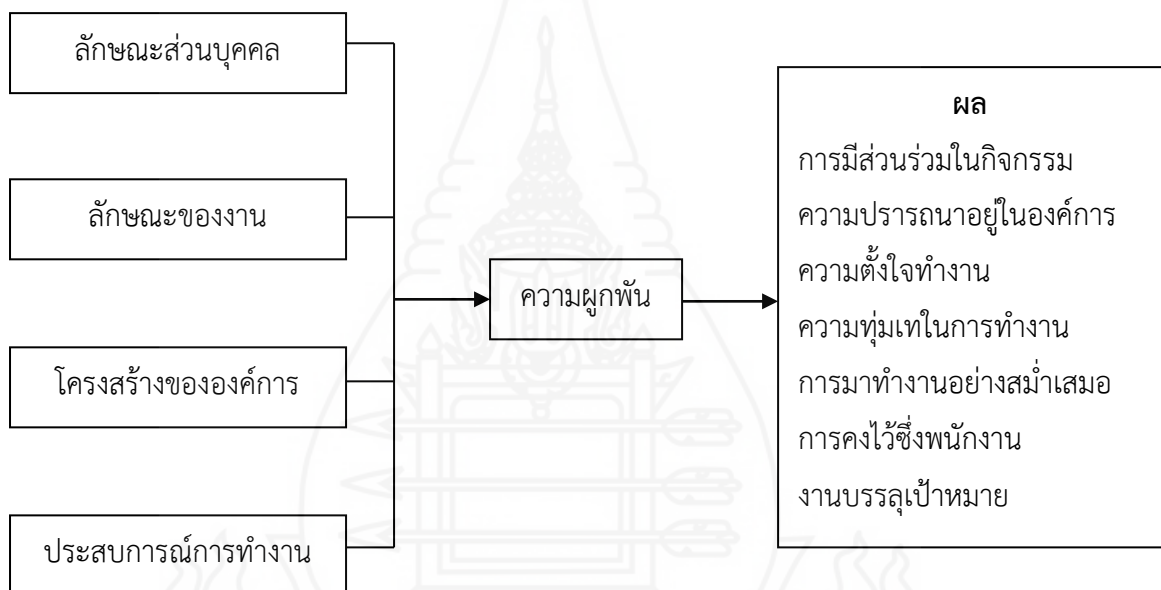 ลักษณะส่วนบุคคล
ลักษณะของงาน
โครงสร้างขององค์การ
ประสบการณ์การทำงาน
ความผูกพัน
ผล
การมีส่วนร่วมในกิจกรรม
ความปรารถนาอยู่ในองค์การ
ความตั้งใจทำงาน
ความทุ่มเทในการทำงาน
การมาทำงานอย่างสม่ำเสมอ
การคงไว้ซึ่งพนักงาน
งานบรรลุเป้าหมาย